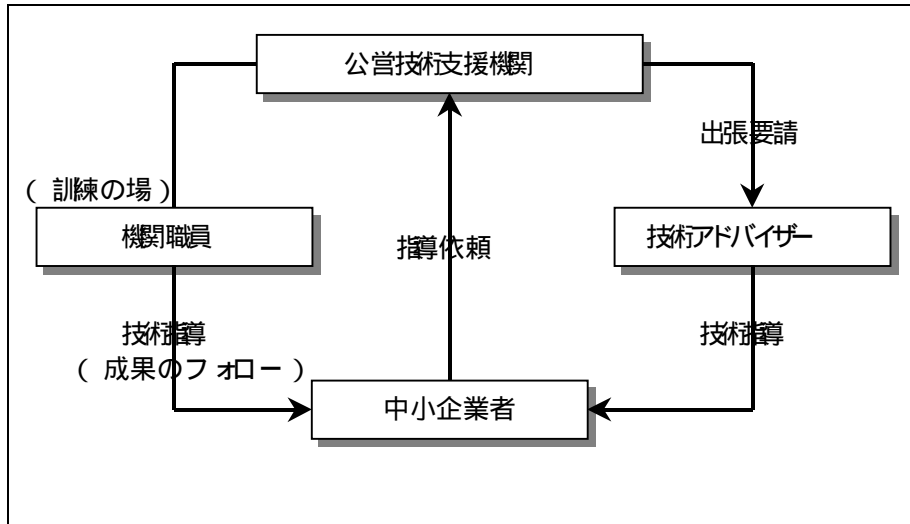 公営技術支援機関
出張要請
( 訓練の場 )
機関職員
指導依頼
技術アドバイザー
技術指導
( 成果のフォロー )
技術指導
中小企業者